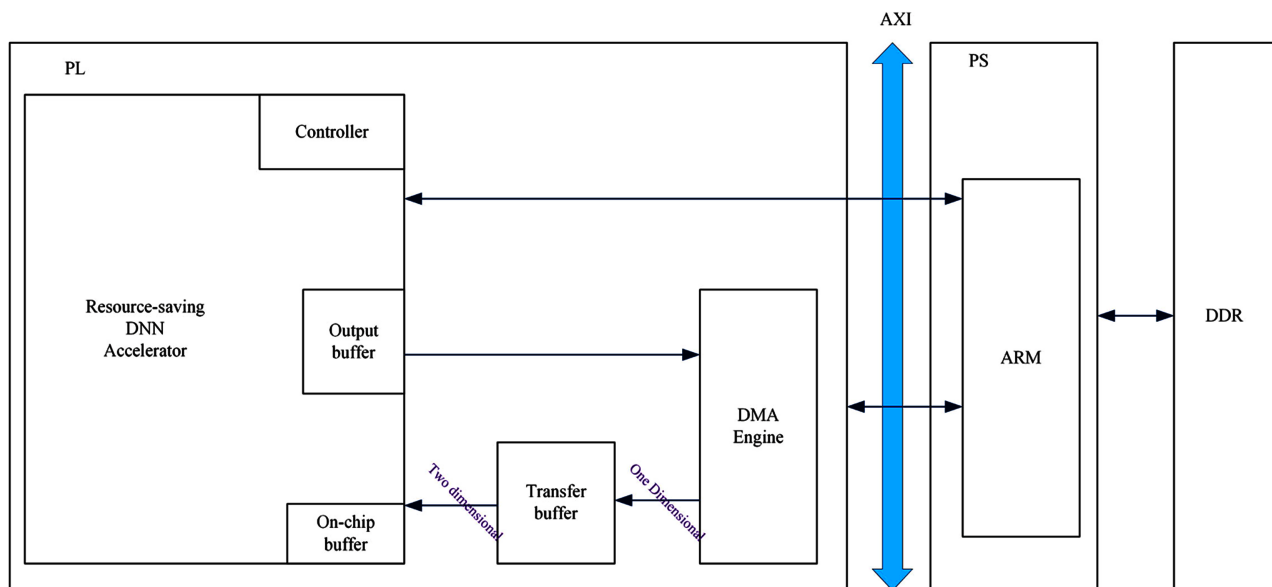 AXI
PL
PS
Controller
Resource-saving
DNN
Accelerator
Output
buffer
DDR
ARM
DMA
Engine
Two dimensional
One Dimensional
Transfer
buffer
On-chip
buffer